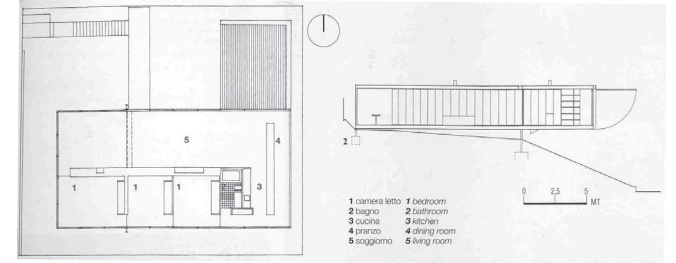 5
4
1
1
1
3
2
1 camera letto 1 bedroom
2 bagno 2 bathroom
3 cucina 3 kitchen
4 pranzo 4 dining room
5 soggiorno 5 living room
0 2,5 5
MT